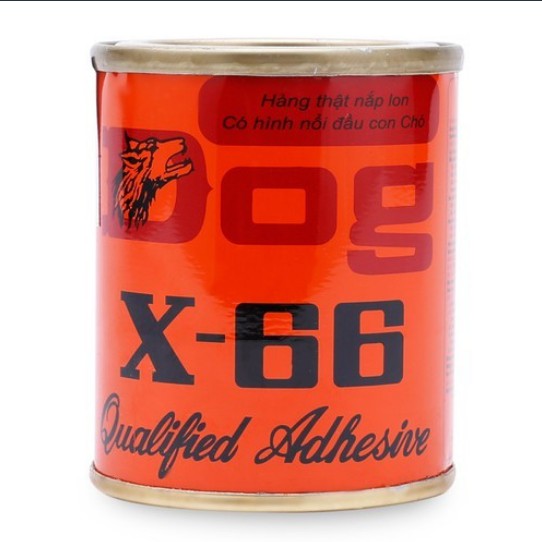 Hàng thật nắp lon
Có hình nổi đầu con Chó
Dog
X-66
Qualified Adhesive